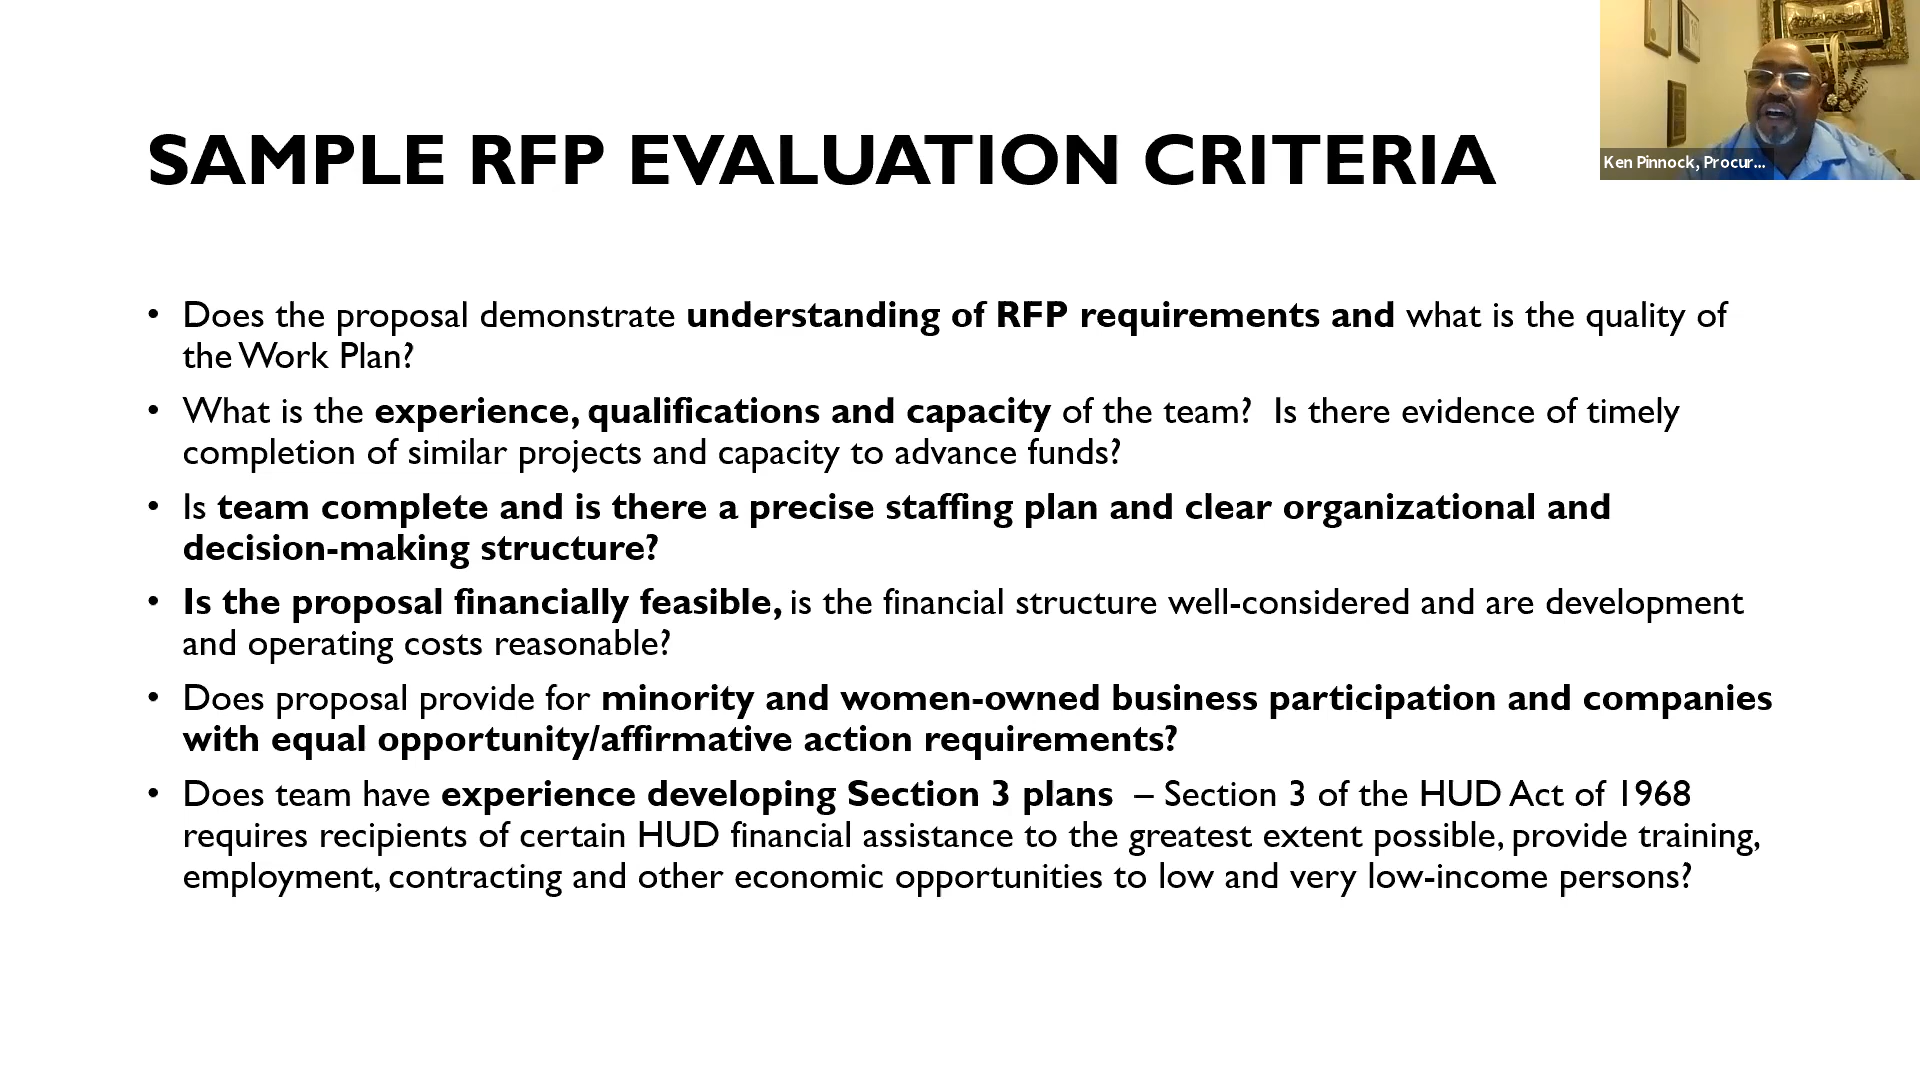 SAMPLE RFP EVALUATION CRITERIA
Ken Pinnock, Procur...
• Does the proposal demonstrate understanding of RFP requirements and what is the quality of
the Work Plan?
• What is the experience, qualifications and capacity of the team?  Is there evidence of timely
completion of similar projects and capacity to advance funds?
• Is team complete and is there a precise staffing plan and clear organizational and
decision-making structure?
• Is the proposal financially feasible, is the financial structure well-considered and are development
and operating costs reasonable?
• Does proposal provide for minority and women-owned business participation and companies
with equal opportunity/affirmative action requirements?
• Does team have experience developing Section 3 plans  – Section 3 of the HUD Act of 1968
requires recipients of certain HUD financial assistance to the greatest extent possible, provide training,
employment, contracting and other economic opportunities to low and very low-income persons?